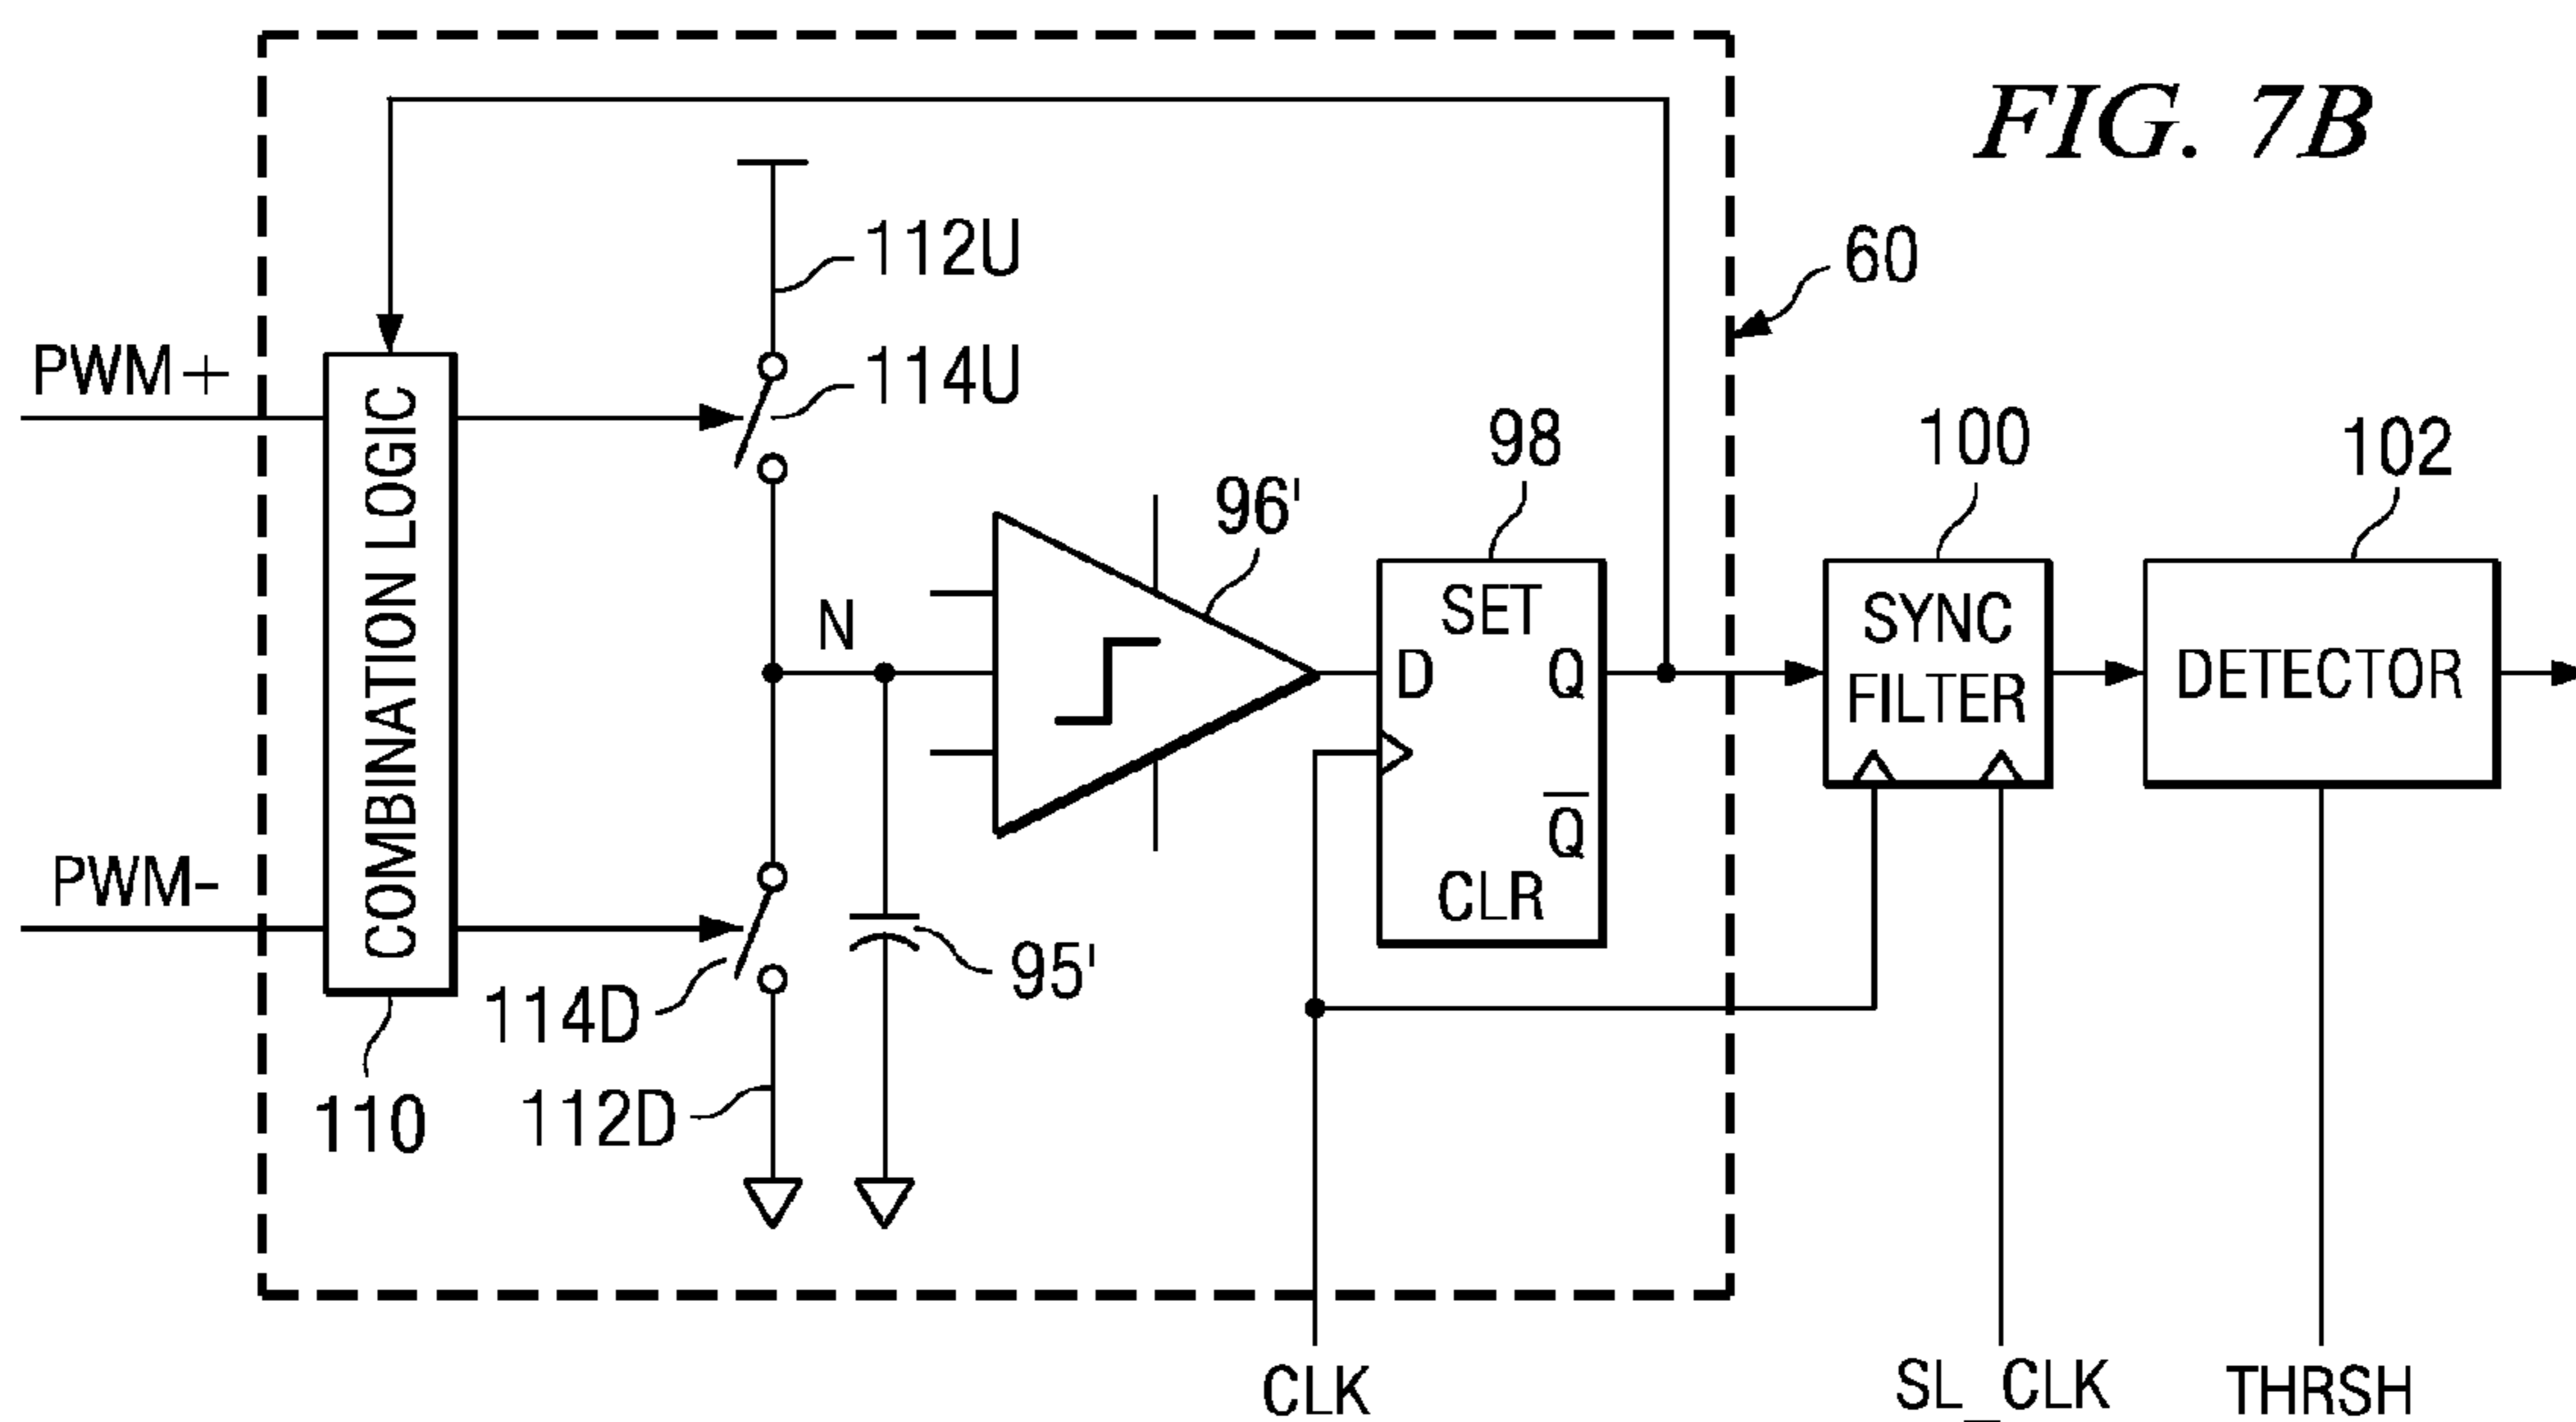 FIG. 7B
112U
60
PWM+
114U
COMBINATION LOGIC
98
100
102
96'
N
SET
D
Q
Q̅
CLR
SYNC
FILTER
DETECTOR
PWM-
95'
114D
112D
110
CLK
SL_CLK
THRSH